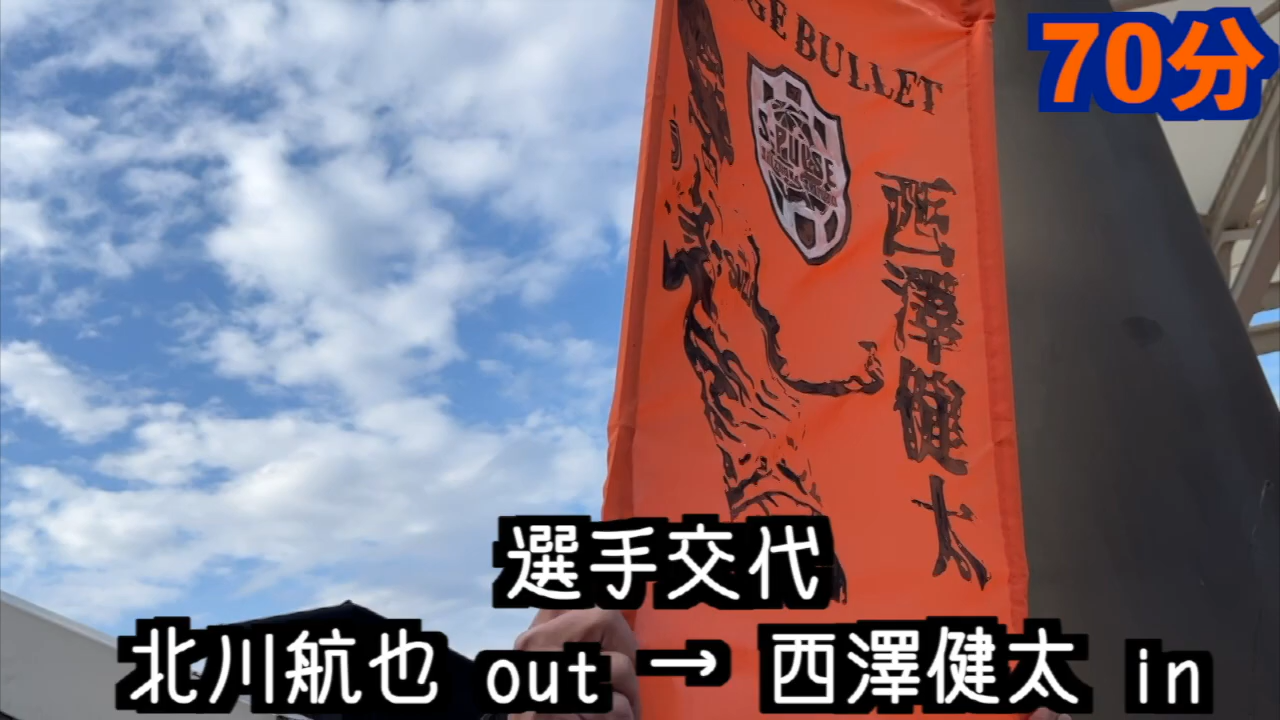 70分
GE BULLET
S-PULSE
西澤健太
選手交代
北川航也 out → 西澤健太 in